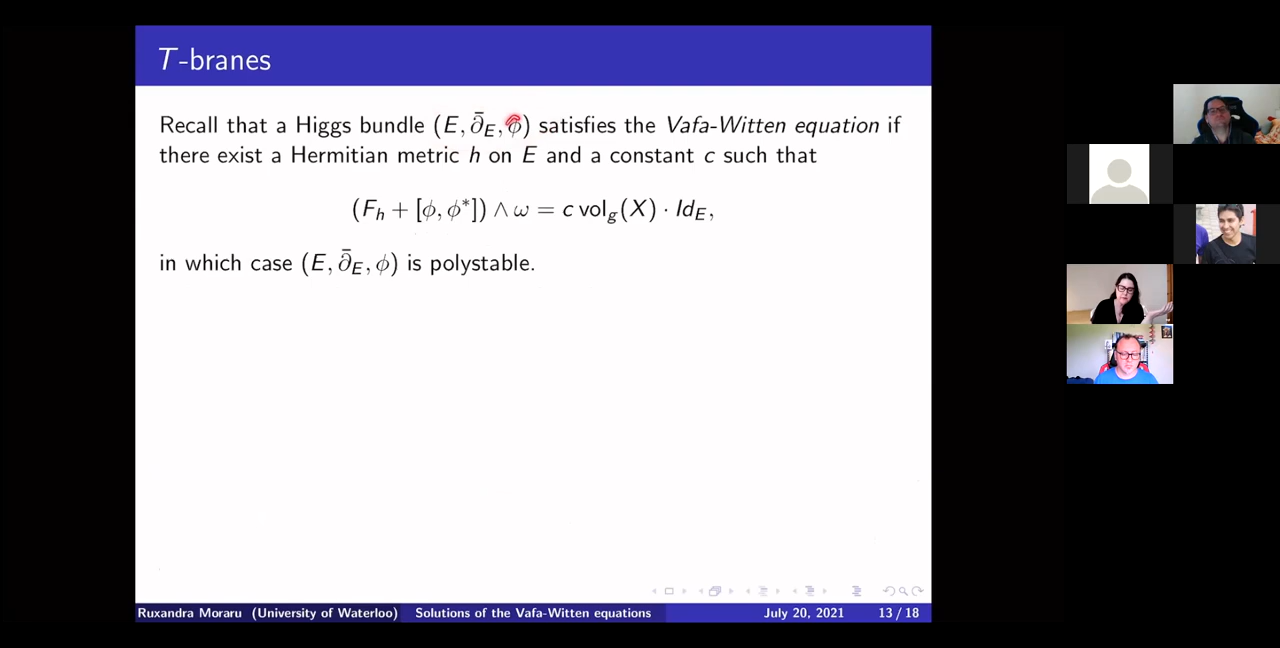 T-branes
Recall that a Higgs bundle (E, ∂̄_E, ϕ) satisfies the Vafa-Witten equation if
there exist a Hermitian metric h on E and a constant c such that
(F_h + [ϕ, ϕ*]) ∧ ω = c vol_g(X) · Id_E,
in which case (E, ∂̄_E, ϕ) is polystable.
Ruxandra Moraru (University of Waterloo) Solutions of the Vafa-Witten equations July 20, 2021 13 / 18